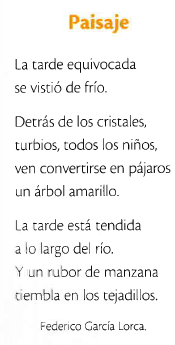 Paisaje
La tarde equivocada
se vistió de frío.
Detrás de los cristales,
turbios, todos los niños,
ven convertirse en pájaros
un árbol amarillo.
La tarde está tendida
a lo largo del río.
Y un rubor de manzana
tiembla en los tejadillos.
Federico García Lorca.